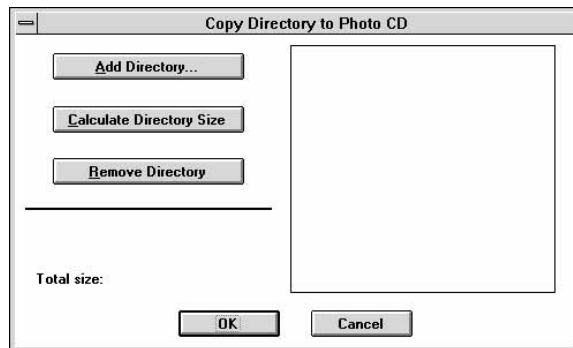 Copy Directory to Photo CD
Add Directory...
Calculate Directory Size
Remove Directory
Total size:
OK
Cancel